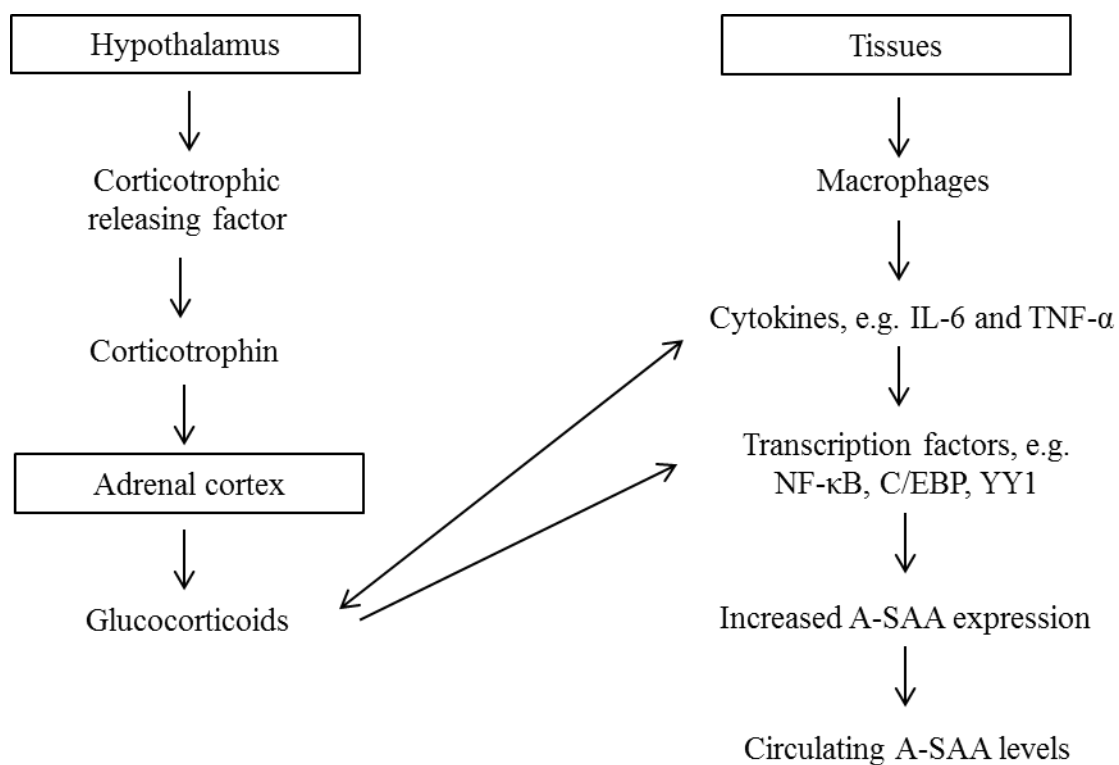 Hypothalamus
Corticotrophic
releasing factor
Corticotrophin
Adrenal cortex
Glucocorticoids
Tissues
Macrophages
Cytokines, e.g. IL-6 and TNF-α
Transcription factors, e.g.
NF-κB, C/EBP, YY1
Increased A-SAA expression
Circulating A-SAA levels